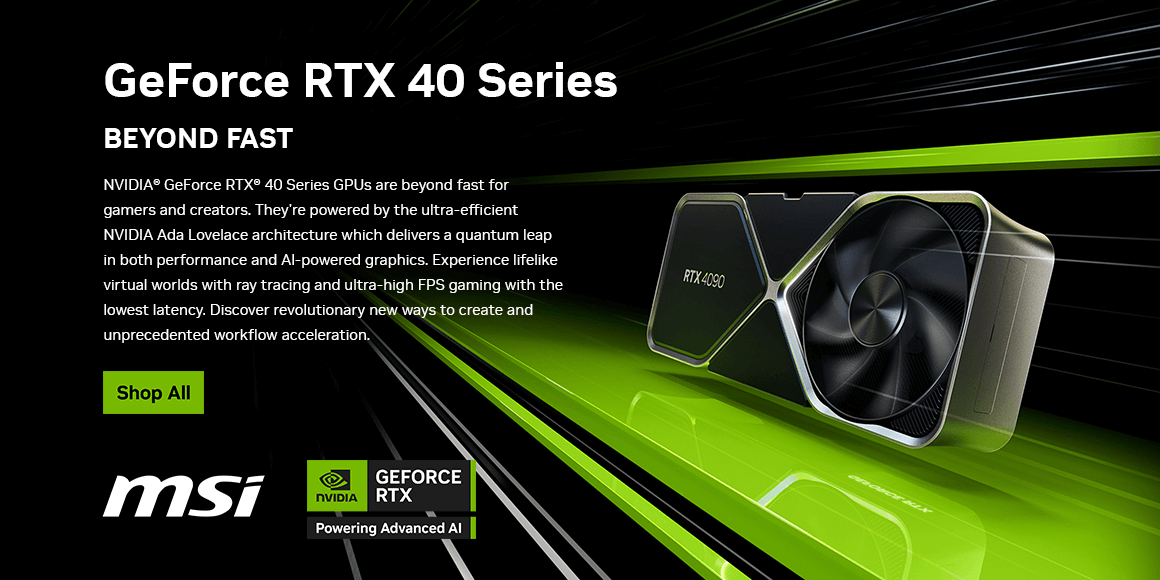 GeForce RTX 40 Series
BEYOND FAST
NVIDIA® GeForce RTX® 40 Series GPUs are beyond fast for
gamers and creators. They’re powered by the ultra-efficient
NVIDIA Ada Lovelace architecture which delivers a quantum leap
in both performance and AI-powered graphics. Experience lifelike
virtual worlds with ray tracing and ultra-high FPS gaming with the
lowest latency. Discover revolutionary new ways to create and
unprecedented workflow acceleration.
Shop All
msi
NVIDIA
GEFORCE
RTX
Powering Advanced AI
RTX 4090
GEFORCE RTX